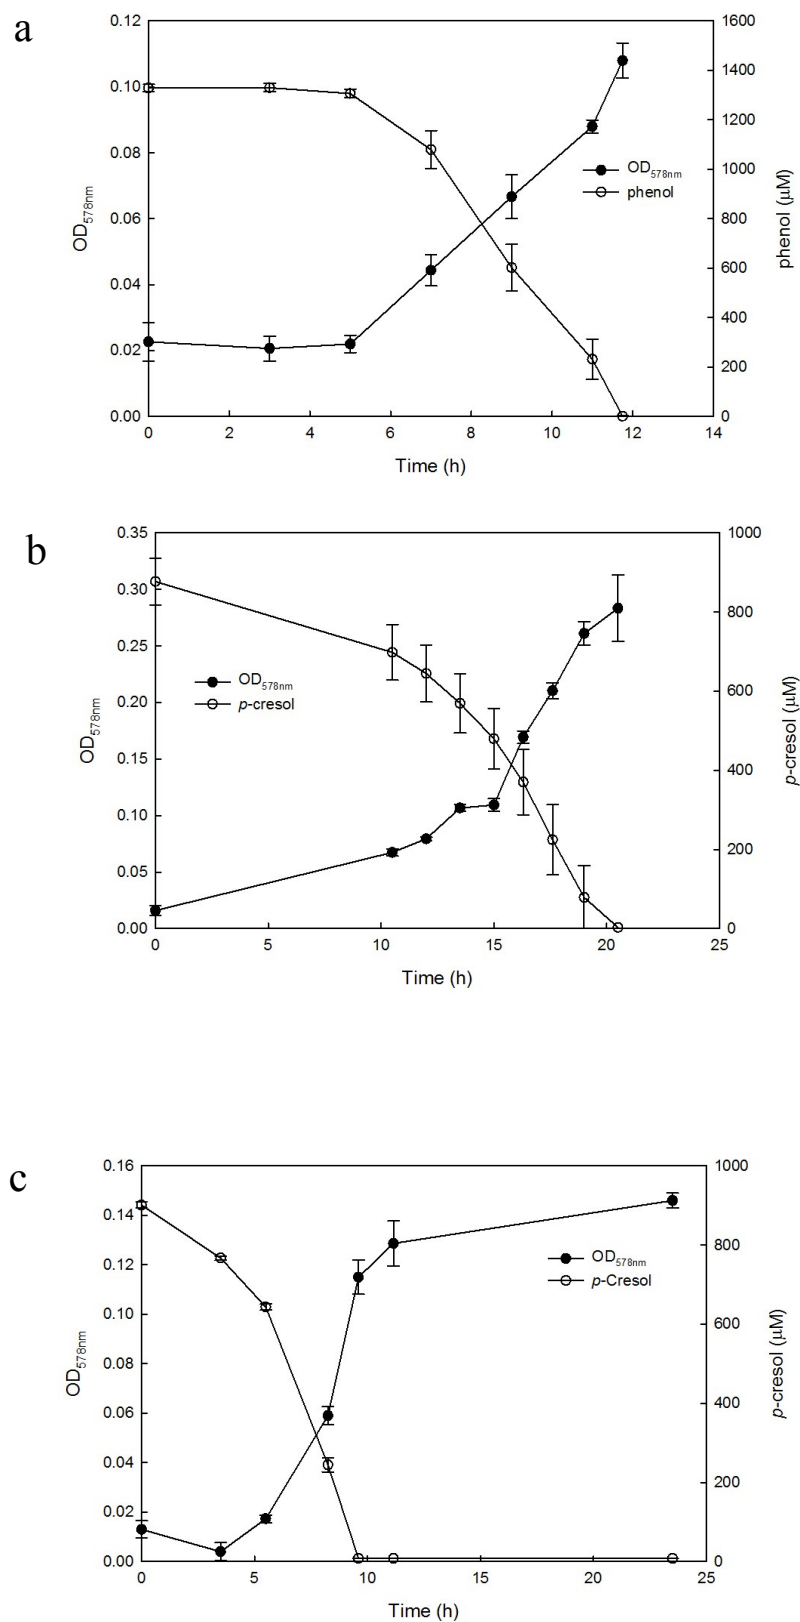 a
0.12
0.10
0.08
0.06
0.04
0.02
0.00
OD578nm
1600
1400
1200
1000
800
600
400
200
0
phenol (µM)
OD578nm
phenol
0 2 4 6 8 10 12 14
Time (h)
b
0.35
0.30
0.25
0.20
0.15
0.10
0.05
0.00
OD578nm
1000
800
600
400
200
0
p-cresol (µM)
OD578nm
p-cresol
0 5 10 15 20 25
Time (h)
c
0.16
0.14
0.12
0.10
0.08
0.06
0.04
0.02
0.00
OD578nm
1000
800
600
400
200
0
p-cresol (µM)
OD578nm
p-Cresol
0 5 10 15 20 25
Time (h)